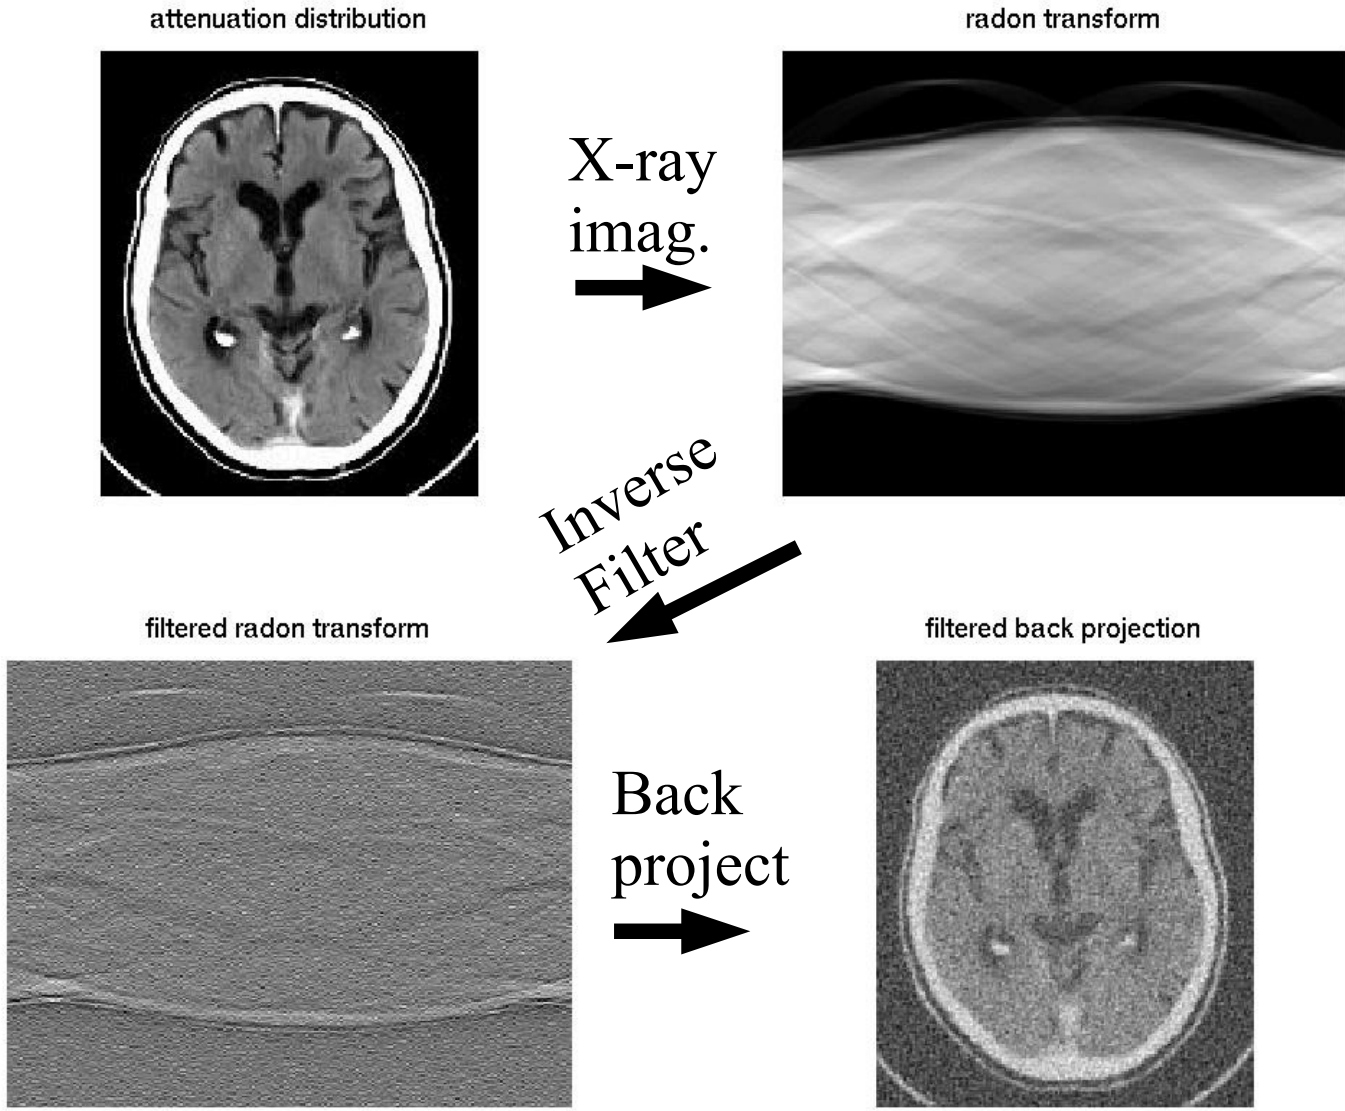 attenuation distribution
radon transform
X-ray
imag.
Inverse
Filter
filtered radon transform
filtered back projection
Back
project